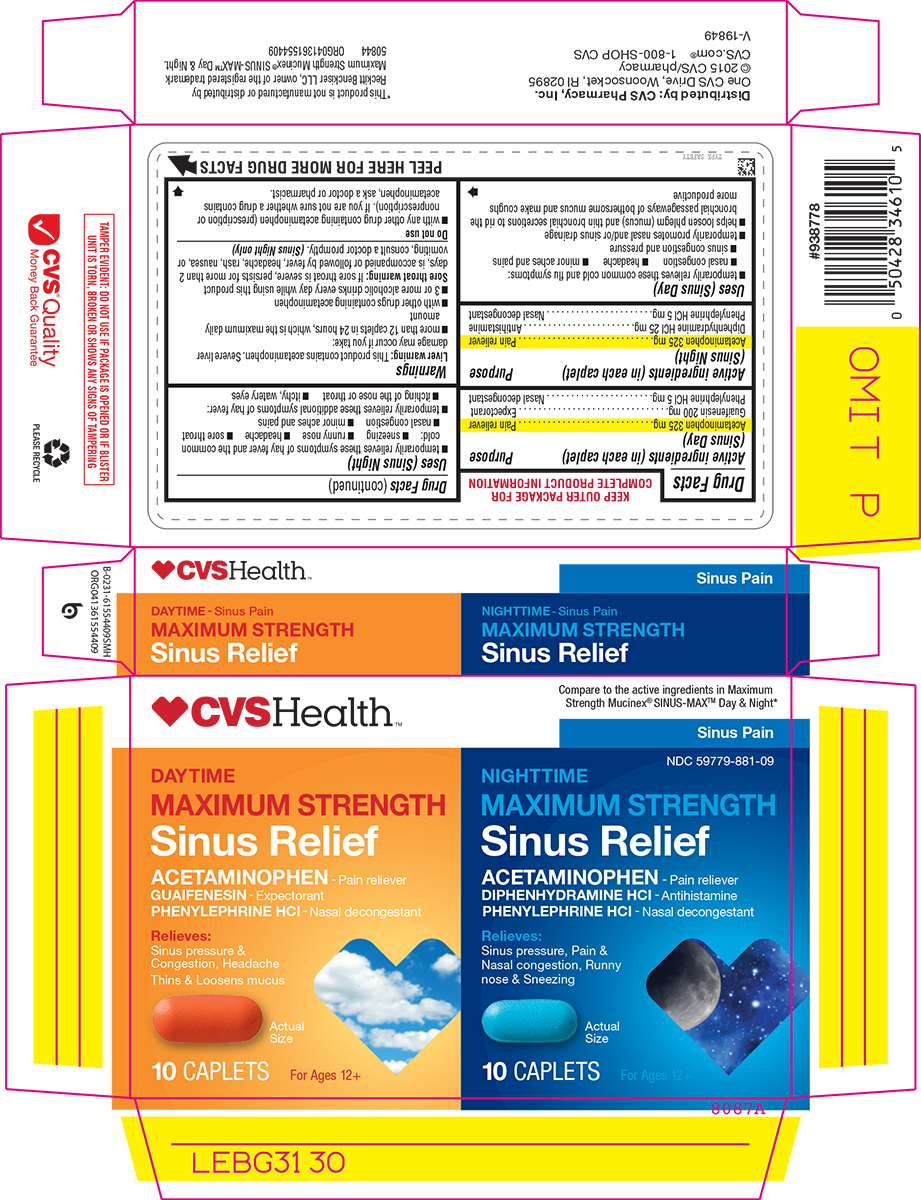 V-19849
CVS.com® 1-800-SHOP CVS
© 2015 CVS/pharmacy
One CVS Drive, Woonsocket, RI 02895
Distributed by: CVS Pharmacy, Inc.
50844 ORG041361554409
Maximum Strength Mucinex® SINUS-MAX™ Day & Night.
Reckitt Benckiser LLC, owner of the registered trademark
*This product is not manufactured or distributed by
KEEP OUTER PACKAGE FOR
COMPLETE PRODUCT INFORMATION
Drug Facts
Active ingredients (in each caplet) Purpose
(Sinus Day)
Acetaminophen 325 mg Pain reliever
Guaifenesin 200 mg Expectorant
Phenylephrine HCl 5 mg Nasal decongestant
Active ingredients (in each caplet) Purpose
(Sinus Night)
Acetaminophen 325 mg Pain reliever
Diphenhydramine HCl 25 mg Antihistamine
Phenylephrine HCl 5 mg Nasal decongestant
Uses (Sinus Day)
■ temporarily relieves these common cold and flu symptoms:
■ nasal congestion ■ headache ■ minor aches and pains
■ sinus congestion and pressure
■ temporarily promotes nasal and/or sinus drainage
■ helps loosen phlegm (mucus) and thin bronchial secretions to rid the
bronchial passageways of bothersome mucus and make coughs
more productive
Drug Facts (continued)
Uses (Sinus Night)
■ temporarily relieves these symptoms of hay fever and the common
cold: ■ sneezing ■ runny nose ■ headache ■ sore throat
■ nasal congestion ■ minor aches and pains
■ temporarily relieves these additional symptoms of hay fever:
■ itching of the nose or throat ■ itchy, watery eyes
Warnings
Liver warning: This product contains acetaminophen. Severe liver
damage may occur if you take:
■ more than 12 caplets in 24 hours, which is the maximum daily
amount
■ with other drugs containing acetaminophen
■ 3 or more alcoholic drinks every day while using this product
Sore throat warning: If sore throat is severe, persists for more than 2
days, is accompanied or followed by fever, headache, rash, nausea, or
vomiting, consult a doctor promptly. (Sinus Night only)
Do not use
■ with any other drug containing acetaminophen (prescription or
nonprescription). If you are not sure whether a drug contains
acetaminophen, ask a doctor or pharmacist.
PEEL HERE FOR MORE DRUG FACTS
TYPE SAFETY
TAMPER EVIDENT: DO NOT USE IF PACKAGE IS OPENED OR IF BLISTER
UNIT IS TORN, BROKEN OR SHOWS ANY SIGNS OF TAMPERING
CVS® Quality
Money Back Guarantee
PLEASE RECYCLE
#938778
0 50428 34610 5
OMIT P
B-0231-61554409SMH
ORG041361554409
b
CVSHealth™
Sinus Pain
DAYTIME - Sinus Pain
MAXIMUM STRENGTH
Sinus Relief
NIGHTTIME - Sinus Pain
MAXIMUM STRENGTH
Sinus Relief
CVSHealth™
Compare to the active ingredients in Maximum
Strength Mucinex® SINUS-MAX™ Day & Night*
Sinus Pain
NDC 59779-881-09
DAYTIME
MAXIMUM STRENGTH
Sinus Relief
ACETAMINOPHEN - Pain reliever
GUAIFENESIN - Expectorant
PHENYLEPHRINE HCl - Nasal decongestant
Relieves:
Sinus pressure &
Congestion, Headache
Thins & Loosens mucus
Actual
Size
10 CAPLETS For Ages 12+
NIGHTTIME
MAXIMUM STRENGTH
Sinus Relief
ACETAMINOPHEN - Pain reliever
DIPHENHYDRAMINE HCl - Antihistamine
PHENYLEPHRINE HCl - Nasal decongestant
Relieves:
Sinus pressure, Pain &
Nasal congestion, Runny
nose & Sneezing
Actual
Size
10 CAPLETS For Ages 12+
8087A
LEBG31 30